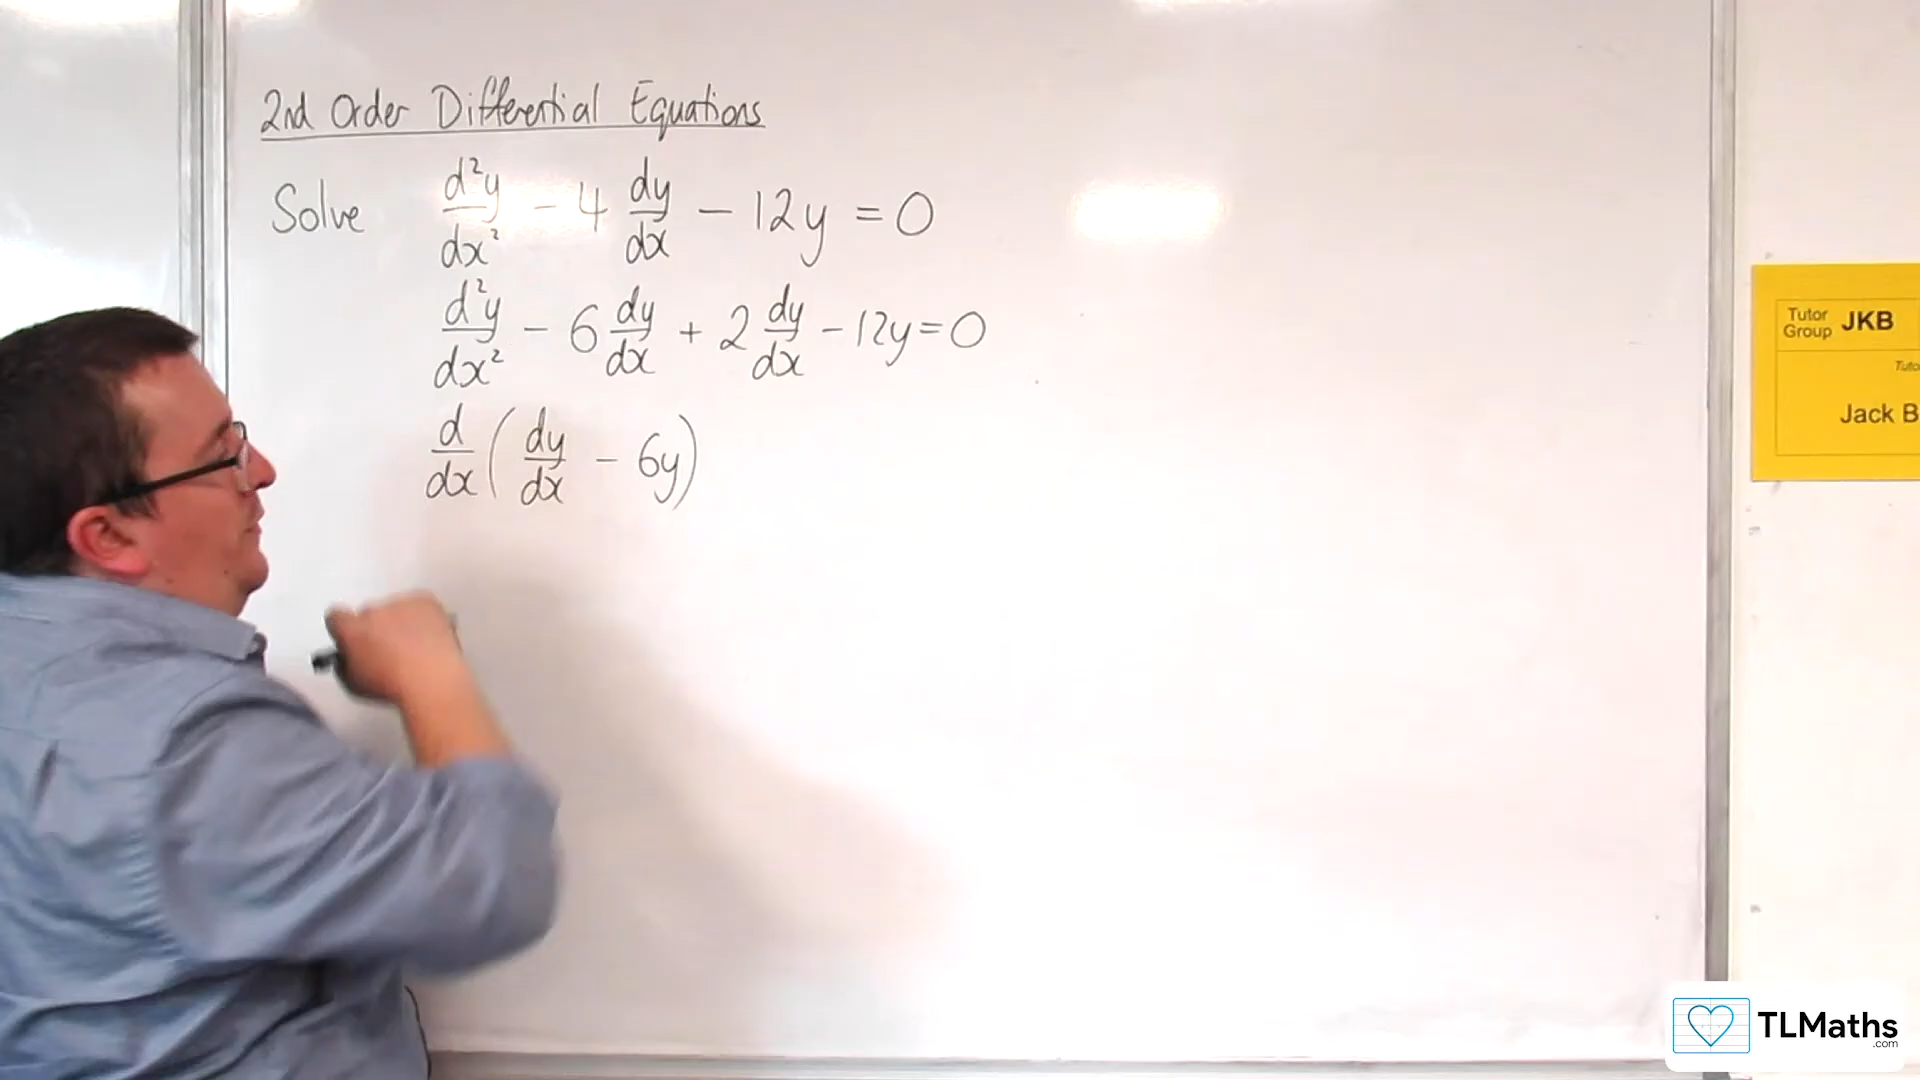 2nd Order Differential Equations
Solve d²y/dx² - 4 dy/dx - 12y = 0
d²y/dx² - 6 dy/dx + 2 dy/dx - 12y = 0
d/dx ( dy/dx - 6y )
Tutor Group JKB
Tuto
Jack B
TLMaths
.com